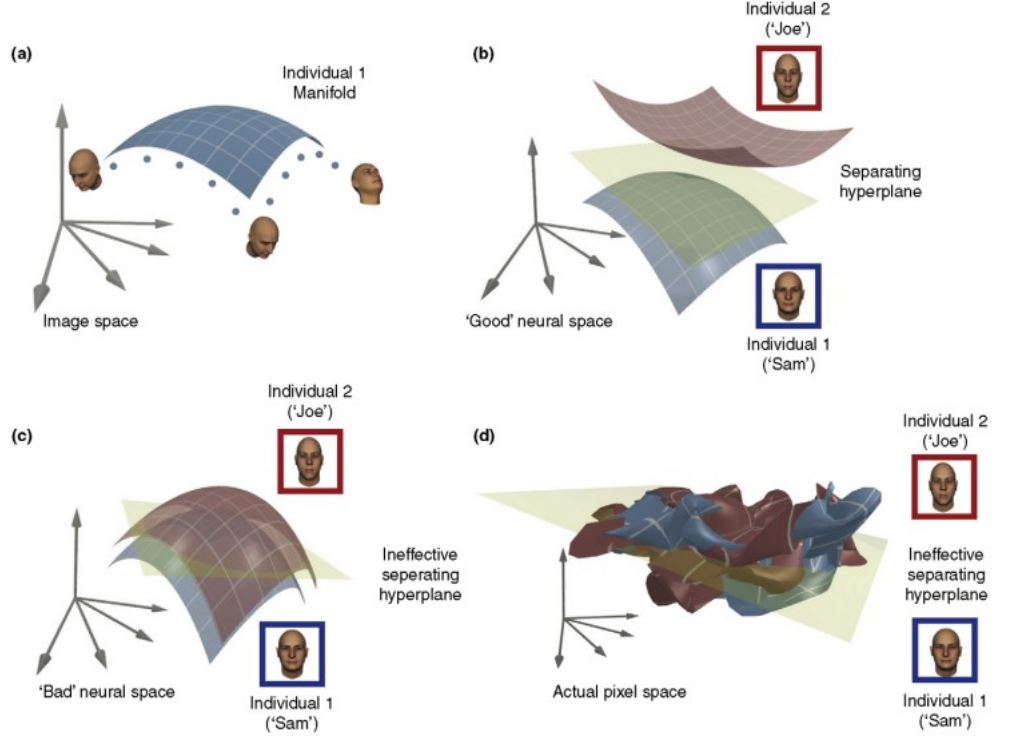 (a)
Individual 1
Manifold
Image space
(b)
Individual 2
('Joe')
Separating
hyperplane
'Good' neural space
Individual 1
('Sam')
(c)
Individual 2
('Joe')
Ineffective
seperating
hyperplane
'Bad' neural space
Individual 1
('Sam')
(d)
Individual 2
('Joe')
Ineffective
separating
hyperplane
Actual pixel space
Individual 1
('Sam')